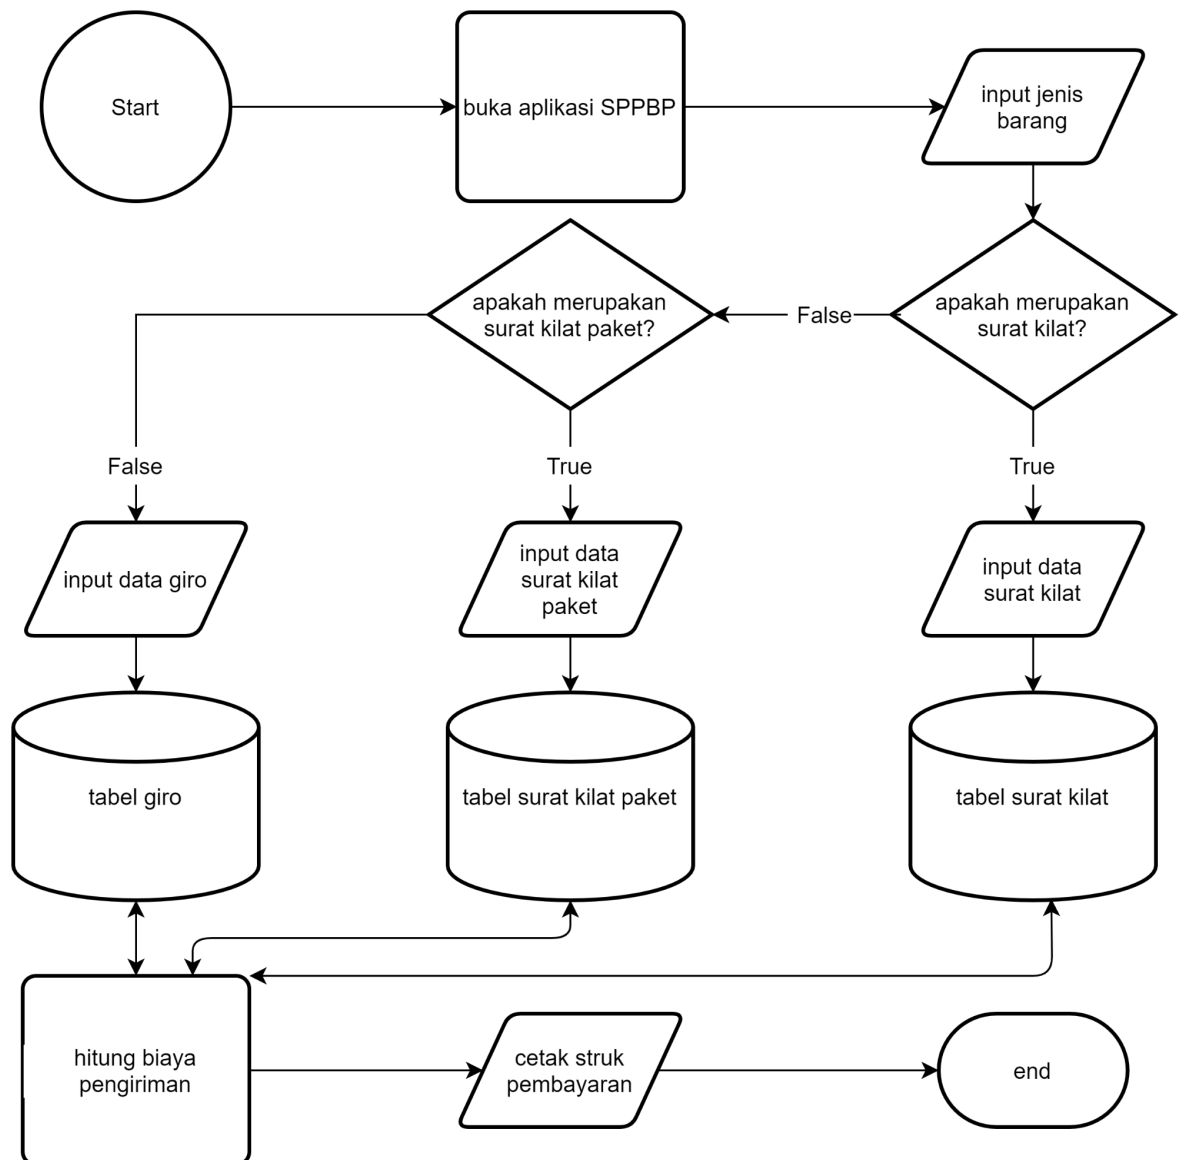 Start
buka aplikasi SPPBP
input jenis
barang
apakah merupakan
surat kilat paket?
False
apakah merupakan
surat kilat?
False
True
True
input data giro
input data
surat kilat
paket
input data
surat kilat
tabel giro
tabel surat kilat paket
tabel surat kilat
hitung biaya
pengiriman
cetak struk
pembayaran
end